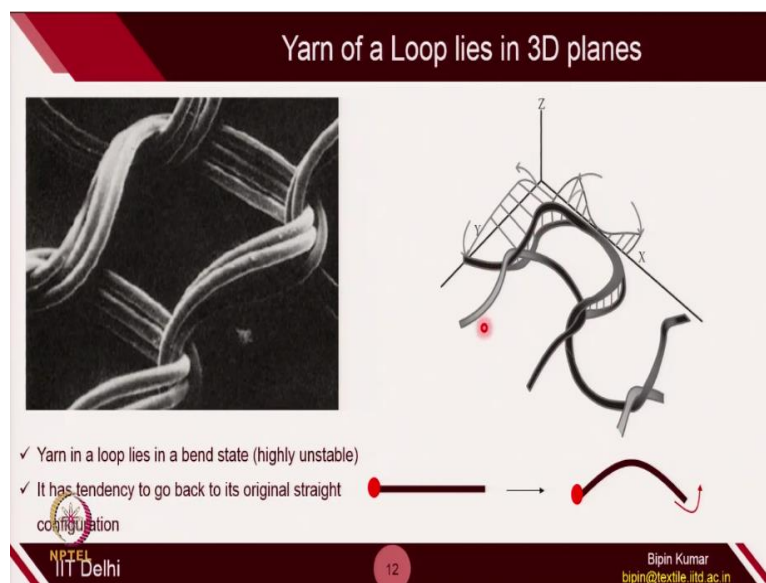 Yarn of a Loop lies in 3D planes
Z
Y
X
✓ Yarn in a loop lies in a bend state (highly unstable)
✓ It has tendency to go back to its original straight
configuration
NPTEL
IIT Delhi
12
Bipin Kumar
bipin@textile.iitd.ac.in